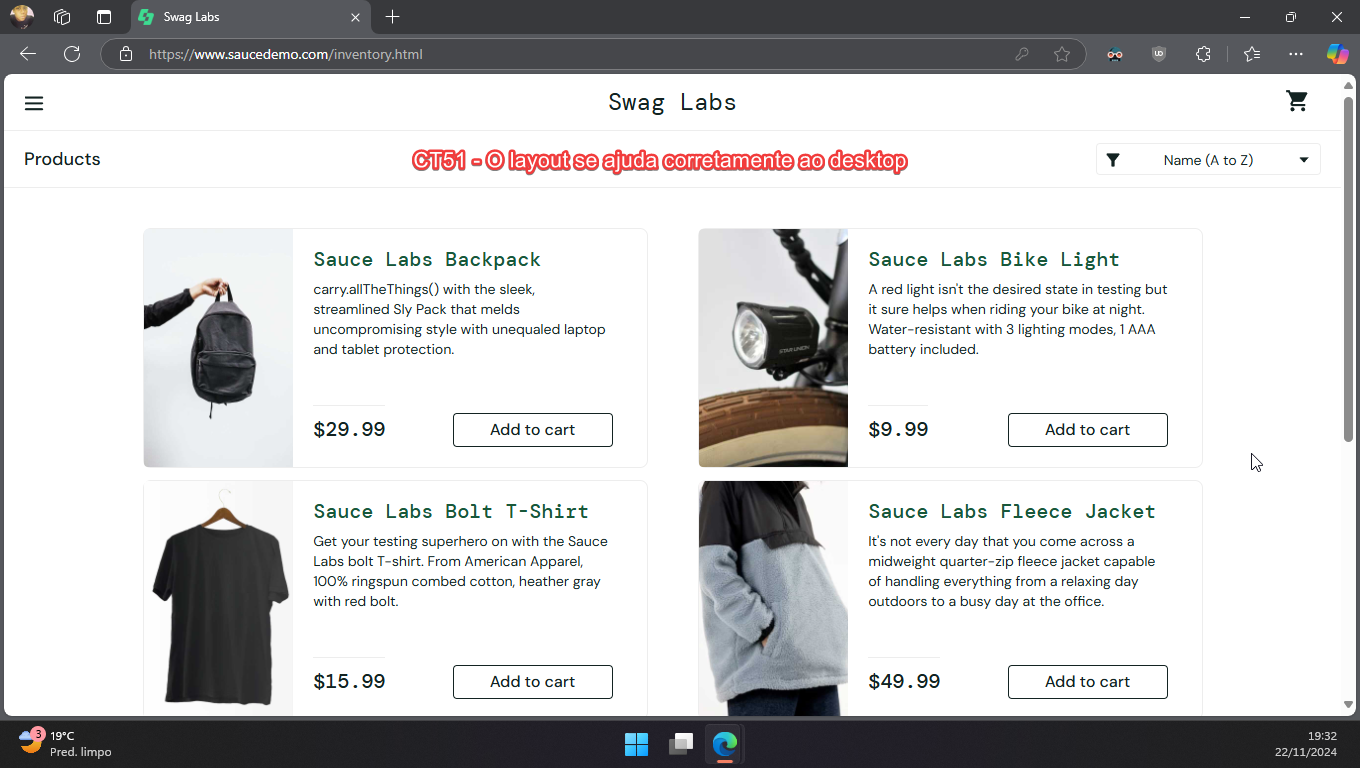 Swag Labs
https://www.saucedemo.com/inventory.html
UD
Swag Labs
Products
CT51 - O layout se ajuda corretamente ao desktop
Name (A to Z)
Sauce Labs Backpack
carry.allTheThings() with the sleek,
streamlined Sly Pack that melds
uncompromising style with unequaled laptop
and tablet protection.
$29.99
Add to cart
Sauce Labs Bike Light
A red light isn't the desired state in testing but
it sure helps when riding your bike at night.
Water-resistant with 3 lighting modes, 1 AAA
battery included.
STAR UNION
$9.99
Add to cart
Sauce Labs Bolt T-Shirt
Get your testing superhero on with the Sauce
Labs bolt T-shirt. From American Apparel,
100% ringspun combed cotton, heather gray
with red bolt.
$15.99
Add to cart
Sauce Labs Fleece Jacket
It's not every day that you come across a
midweight quarter-zip fleece jacket capable
of handling everything from a relaxing day
outdoors to a busy day at the office.
$49.99
Add to cart
3
19°C
Pred. limpo
19:32
22/11/2024